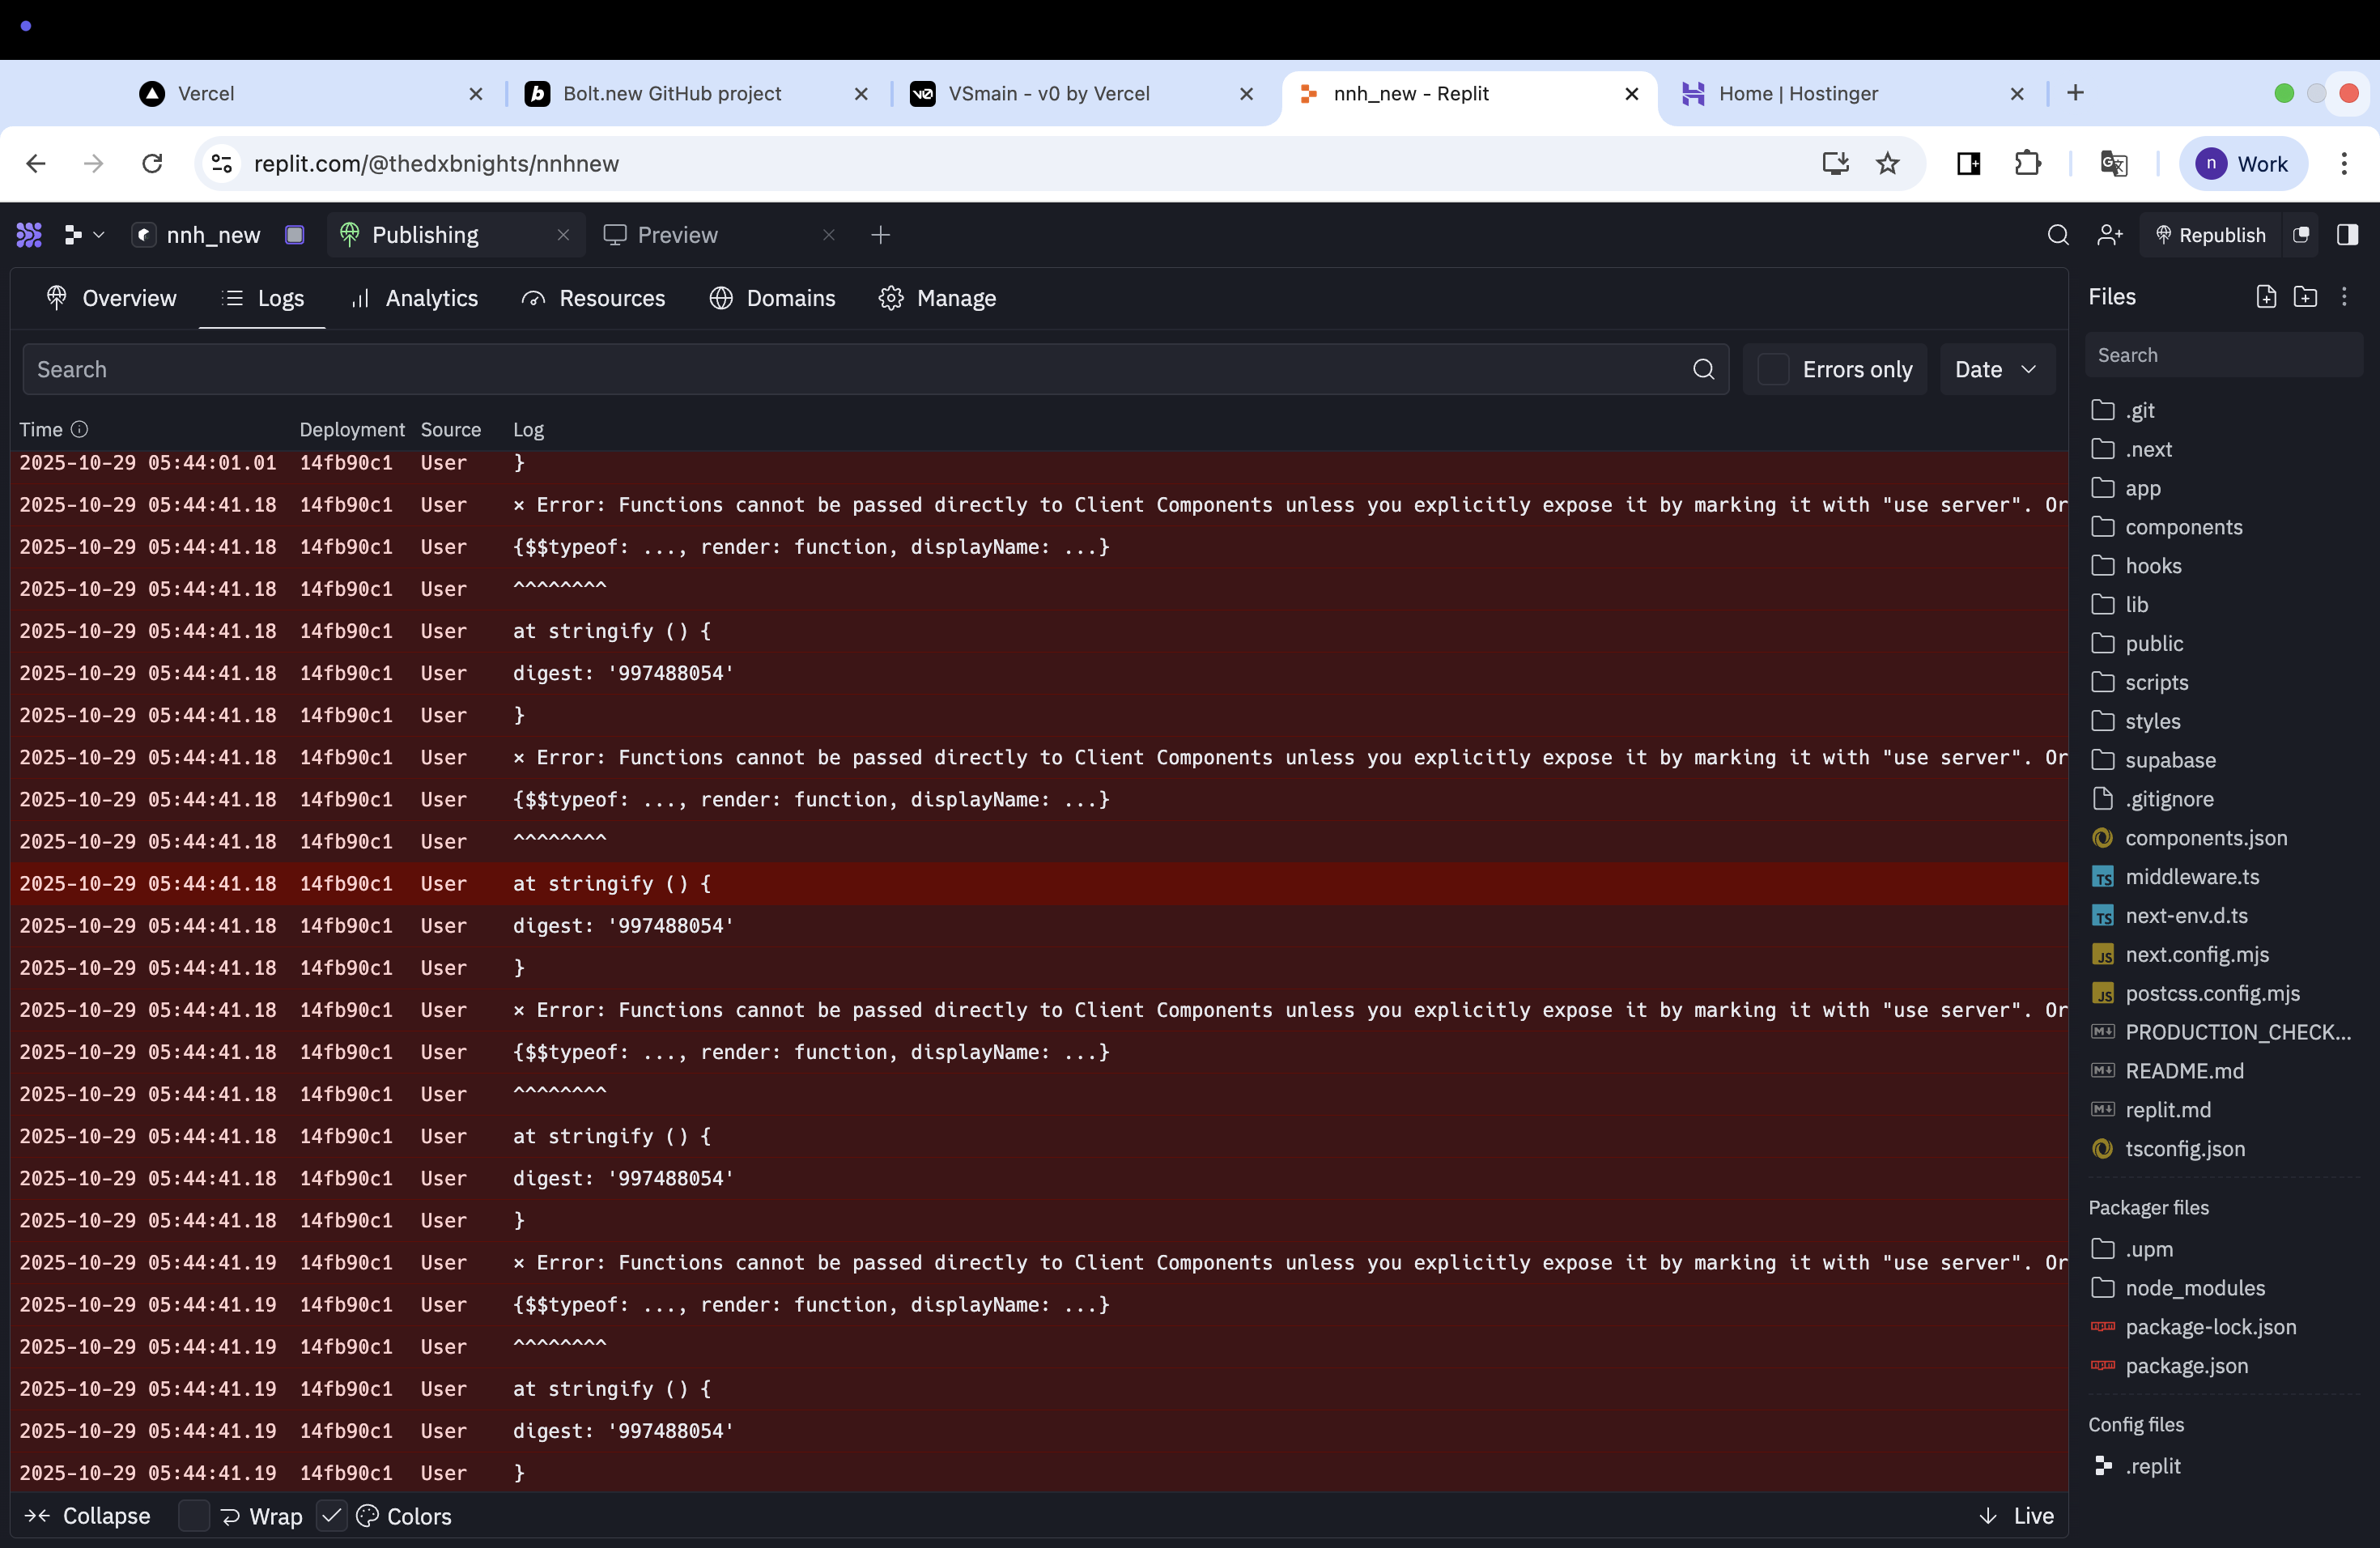 Vercel
Bolt.new GitHub project
VSmain - v0 by Vercel
nnh_new - Replit
Home | Hostinger
replit.com/@thedxbnights/nnhnew
n Work
nnh_new
Publishing
Preview
Republish
Overview
Logs
Analytics
Resources
Domains
Manage
Search
Errors only
Date
Time Deployment Source Log
2025-10-29 05:44:01.01 14fb90c1 User }
2025-10-29 05:44:41.18 14fb90c1 User × Error: Functions cannot be passed directly to Client Components unless you explicitly expose it by marking it with "use server". Or
2025-10-29 05:44:41.18 14fb90c1 User {$$typeof: ..., render: function, displayName: ...}
2025-10-29 05:44:41.18 14fb90c1 User ^^^^^^^^
2025-10-29 05:44:41.18 14fb90c1 User at stringify () {
2025-10-29 05:44:41.18 14fb90c1 User digest: '997488054'
2025-10-29 05:44:41.18 14fb90c1 User }
2025-10-29 05:44:41.18 14fb90c1 User × Error: Functions cannot be passed directly to Client Components unless you explicitly expose it by marking it with "use server". Or
2025-10-29 05:44:41.18 14fb90c1 User {$$typeof: ..., render: function, displayName: ...}
2025-10-29 05:44:41.18 14fb90c1 User ^^^^^^^^
2025-10-29 05:44:41.18 14fb90c1 User at stringify () {
2025-10-29 05:44:41.18 14fb90c1 User digest: '997488054'
2025-10-29 05:44:41.18 14fb90c1 User }
2025-10-29 05:44:41.18 14fb90c1 User × Error: Functions cannot be passed directly to Client Components unless you explicitly expose it by marking it with "use server". Or
2025-10-29 05:44:41.18 14fb90c1 User {$$typeof: ..., render: function, displayName: ...}
2025-10-29 05:44:41.18 14fb90c1 User ^^^^^^^^
2025-10-29 05:44:41.18 14fb90c1 User at stringify () {
2025-10-29 05:44:41.18 14fb90c1 User digest: '997488054'
2025-10-29 05:44:41.18 14fb90c1 User }
2025-10-29 05:44:41.19 14fb90c1 User × Error: Functions cannot be passed directly to Client Components unless you explicitly expose it by marking it with "use server". Or
2025-10-29 05:44:41.19 14fb90c1 User {$$typeof: ..., render: function, displayName: ...}
2025-10-29 05:44:41.19 14fb90c1 User ^^^^^^^^
2025-10-29 05:44:41.19 14fb90c1 User at stringify () {
2025-10-29 05:44:41.19 14fb90c1 User digest: '997488054'
2025-10-29 05:44:41.19 14fb90c1 User }
Collapse
Wrap
Colors
Live
Files
Search
.git
.next
app
components
hooks
lib
public
scripts
styles
supabase
.gitignore
components.json
TS middleware.ts
TS next-env.d.ts
JS next.config.mjs
JS postcss.config.mjs
PRODUCTION_CHECK...
README.md
replit.md
tsconfig.json
Packager files
.upm
node_modules
package-lock.json
package.json
Config files
.replit